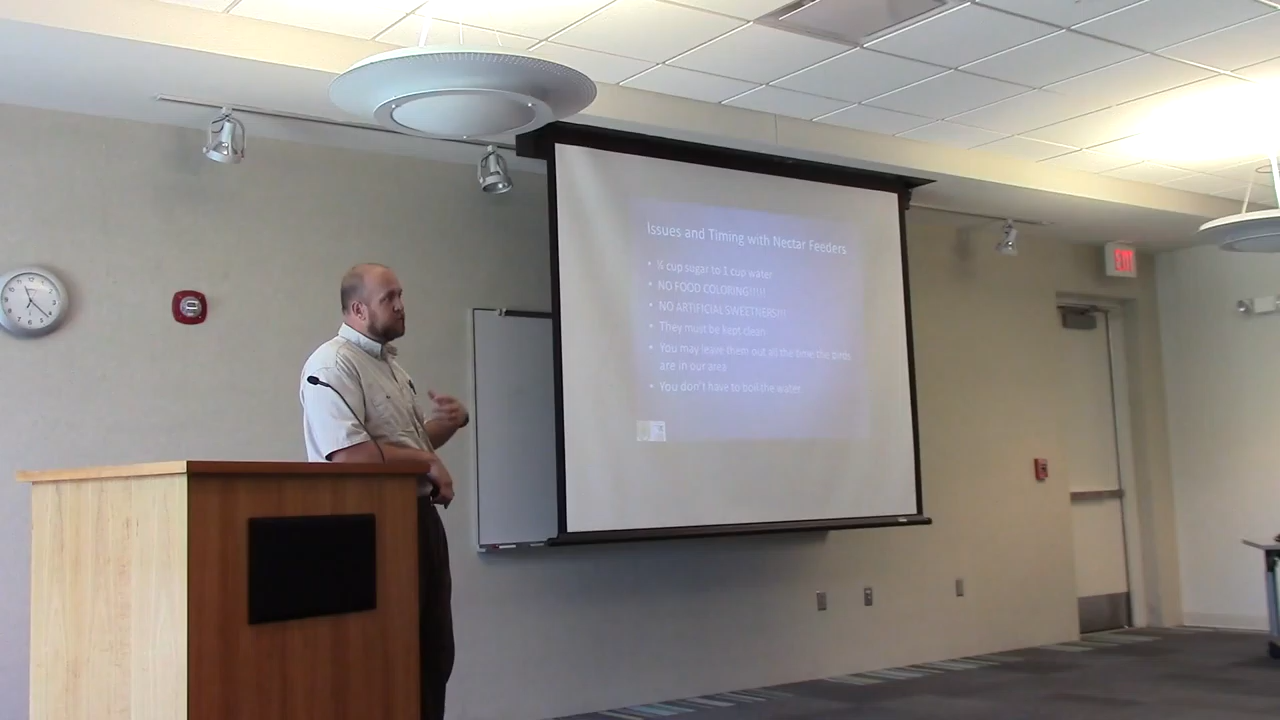 Issues and Timing with Nectar Feeders
• ¼ cup sugar to 1 cup water
• NO FOOD COLORING!!!!!
• NO ARTIFICIAL SWEETNERS!!!
• They must be kept clean
• You may leave them out all the time the birds
are in our area
• You don't have to boil the water
EXIT